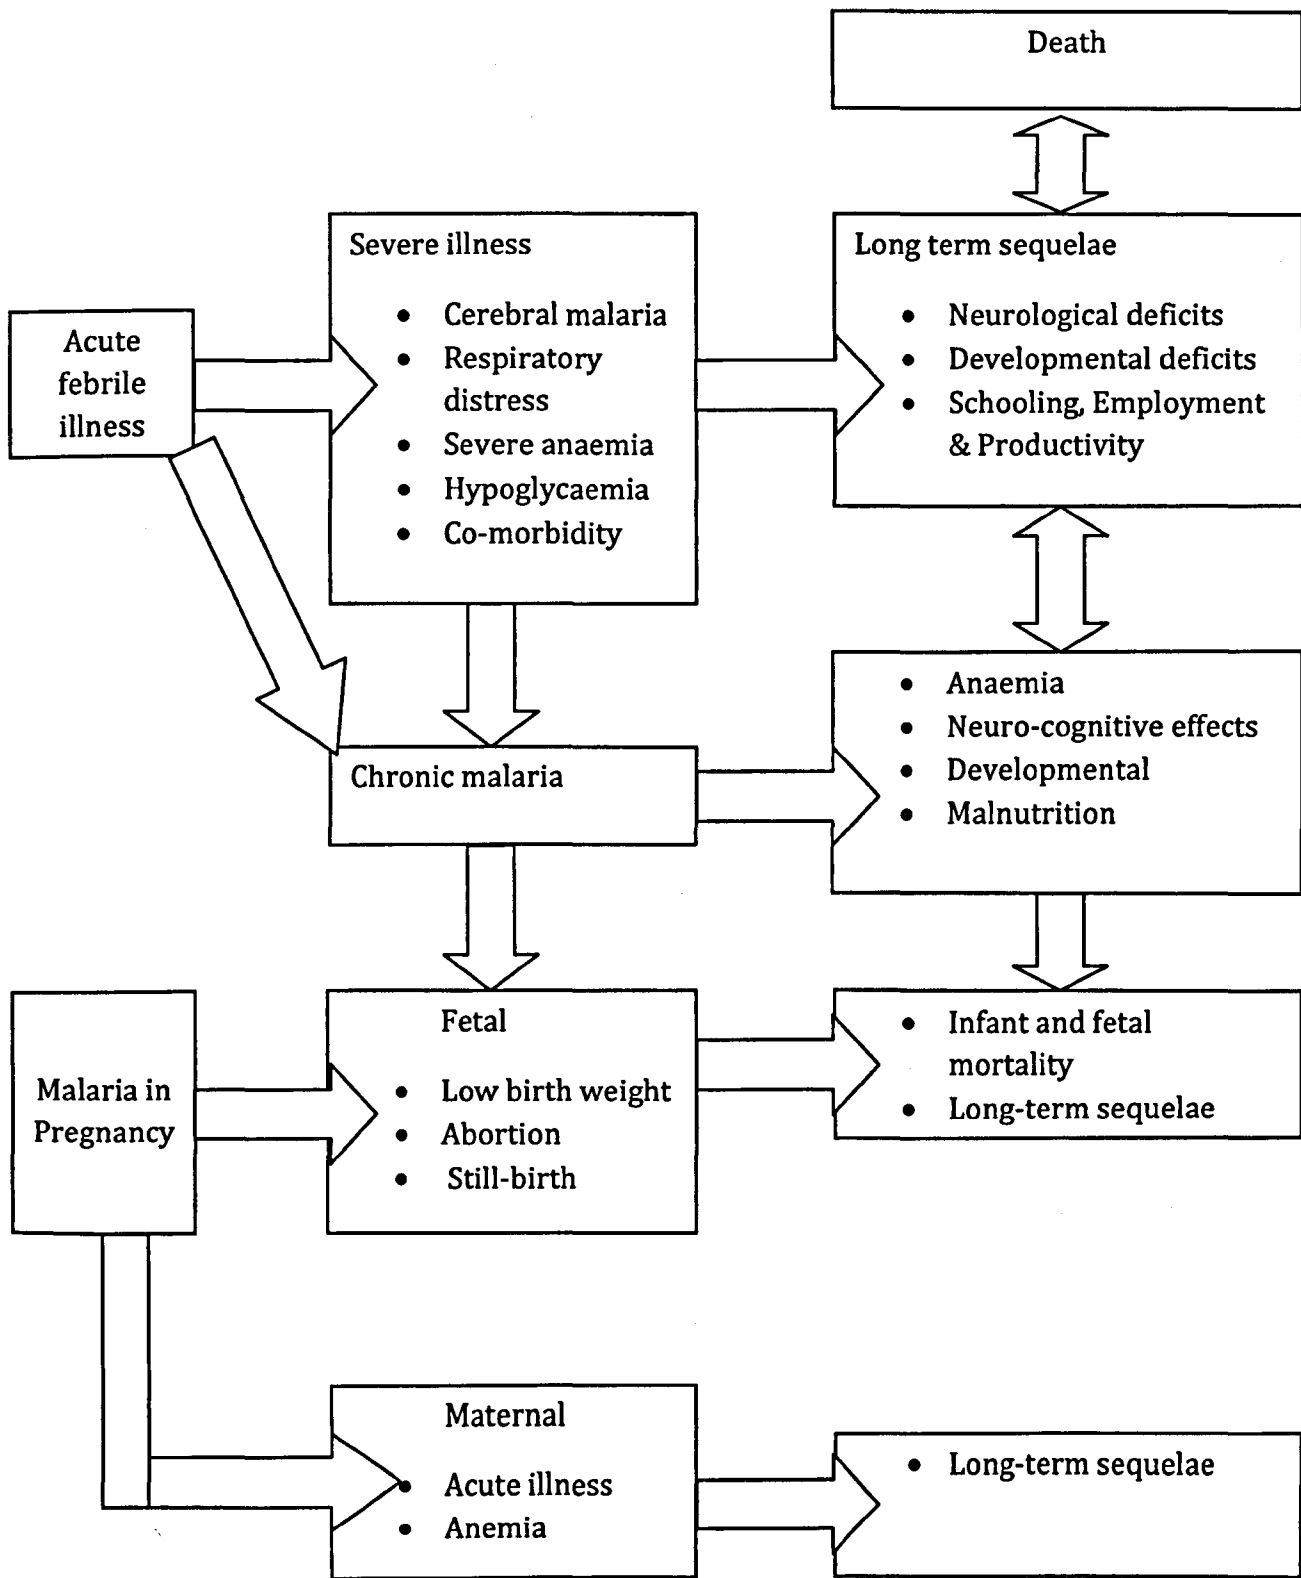 Death
Severe illness
• Cerebral malaria
• Respiratory
distress
• Severe anaemia
• Hypoglycaemia
• Co-morbidity
Long term sequelae
• Neurological deficits
• Developmental deficits
• Schooling, Employment
& Productivity
Acute
febrile
illness
Chronic malaria
• Anaemia
• Neuro-cognitive effects
• Developmental
• Malnutrition
Malaria in
Pregnancy
Fetal
• Low birth weight
• Abortion
• Still-birth
• Infant and fetal
mortality
• Long-term sequelae
Maternal
• Acute illness
• Anemia
• Long-term sequelae